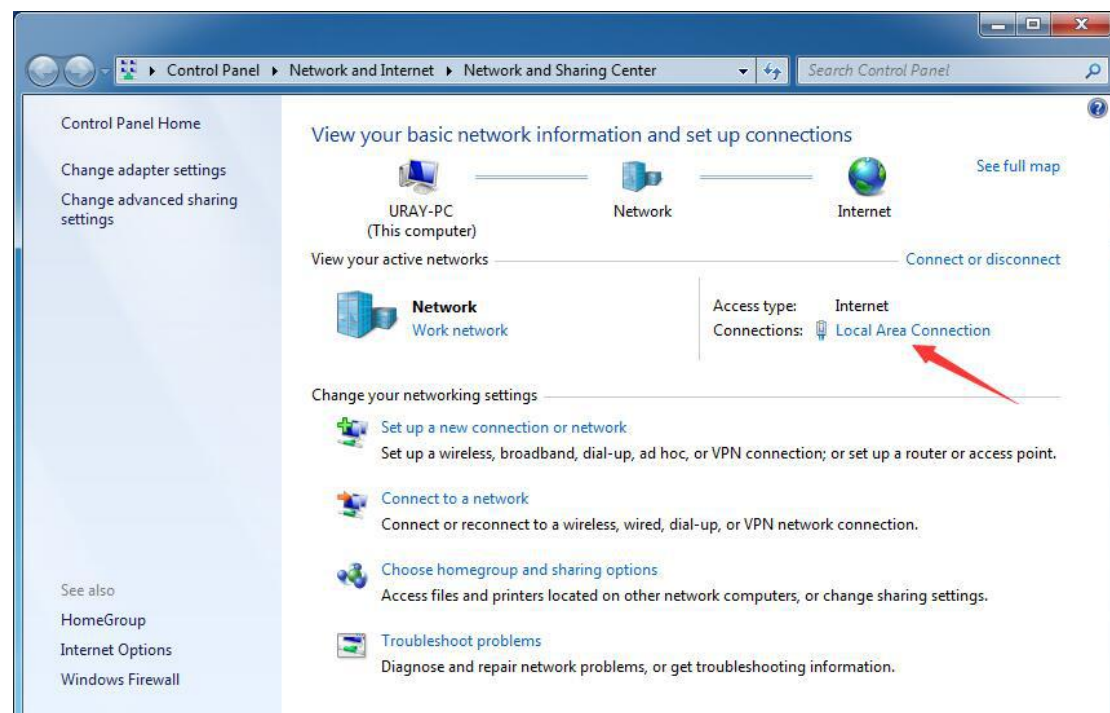 Control Panel ▸ Network and Internet ▸ Network and Sharing Center
Search Control Panel
Control Panel Home
Change adapter settings
Change advanced sharing
settings
See also
HomeGroup
Internet Options
Windows Firewall
View your basic network information and set up connections
See full map
URAY-PC
(This computer)
Network
Internet
View your active networks
Connect or disconnect
Network
Work network
Access type: Internet
Connections: Local Area Connection
Change your networking settings
Set up a new connection or network
Set up a wireless, broadband, dial-up, ad hoc, or VPN connection; or set up a router or access point.
Connect to a network
Connect or reconnect to a wireless, wired, dial-up, or VPN network connection.
Choose homegroup and sharing options
Access files and printers located on other network computers, or change sharing settings.
Troubleshoot problems
Diagnose and repair network problems, or get troubleshooting information.